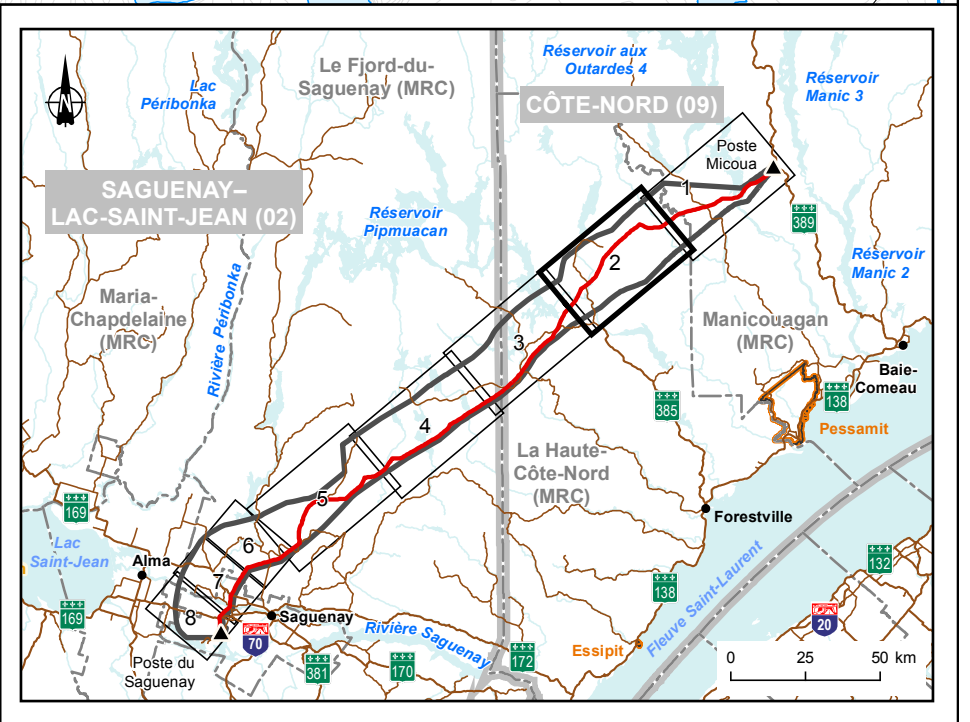 Le Fjord-du-
Saguenay (MRC)
Réservoir aux
Outardes 4
Réservoir
Manic 3
Lac
Péribonka
N
CÔTE-NORD (09)
Poste
Micoua
1
SAGUENAY–
LAC-SAINT-JEAN (02)
Réservoir
Pipmuacan
389
Réservoir
Manic 2
2
Maria-
Chapdelaine
(MRC)
Rivière Péribonka
3
Manicouagan
(MRC)
Baie-
Comeau
138
385
Pessamit
4
La Haute-
Côte-Nord
(MRC)
5
169
Forestville
Lac
Saint-Jean
Alma
6
7
8
132
138
169
Saguenay
70
Rivière Saguenay
Fleuve Saint-Laurent
20
Essipit
172
170
381
Poste du
Saguenay
0 25 50 km